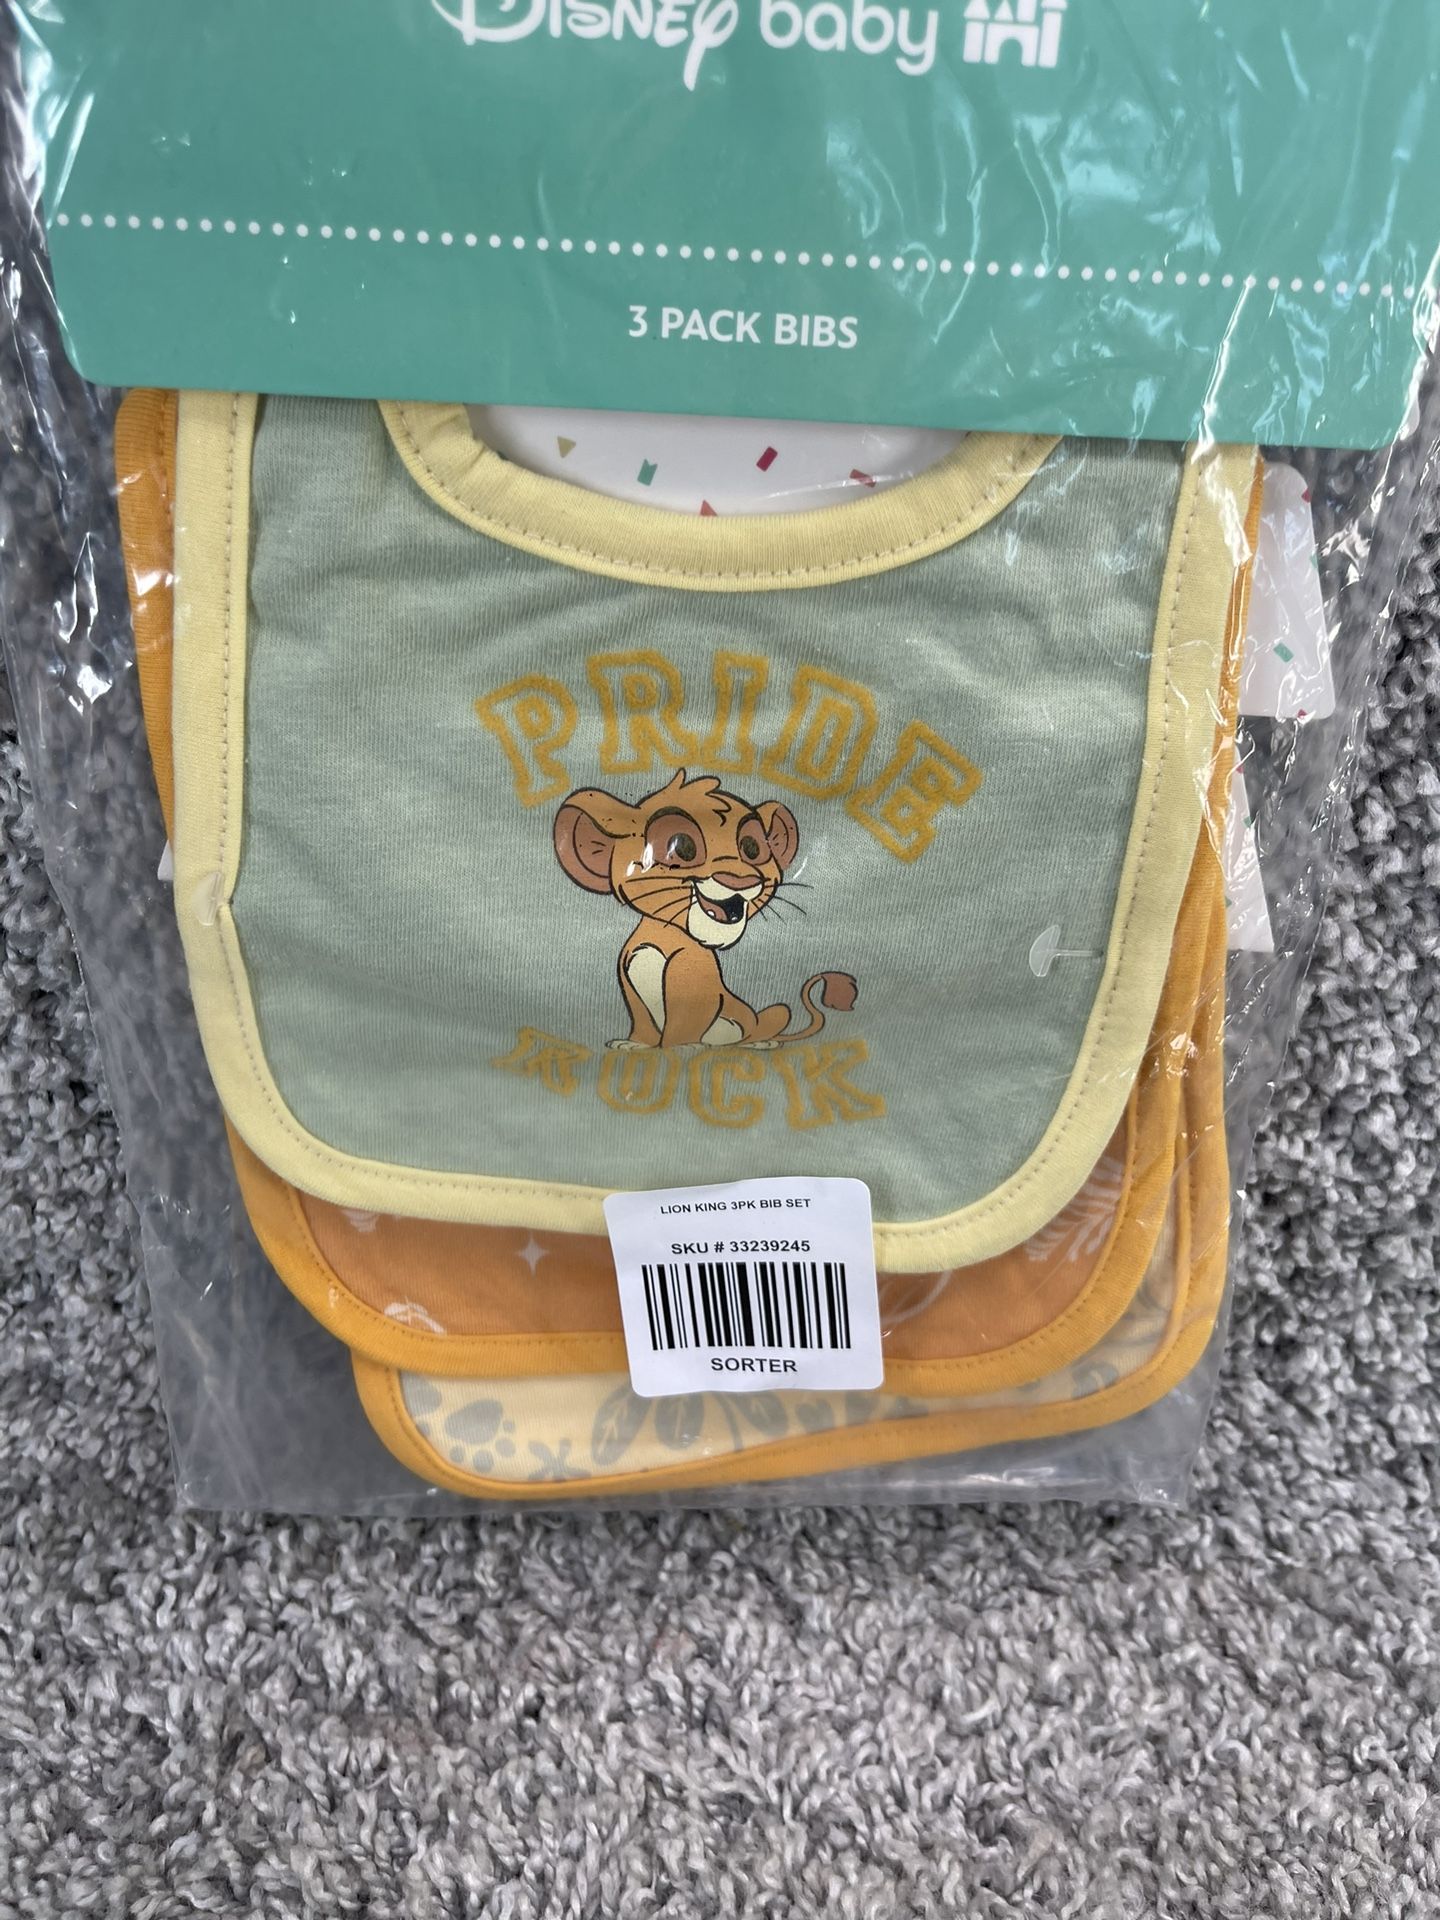 Disney baby
3 PACK BIBS
PRIDE
ROCK
LION KING 3PK BIB SET
SKU # 33239245
SORTER